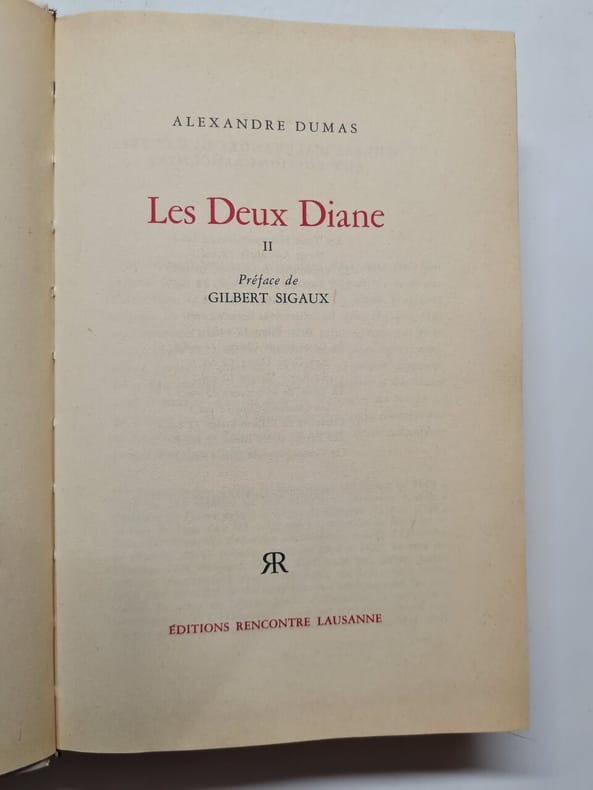 ALEXANDRE DUMAS
Les Deux Diane
II
Préface de
GILBERT SIGAUX
RR
ÉDITIONS RENCONTRE LAUSANNE